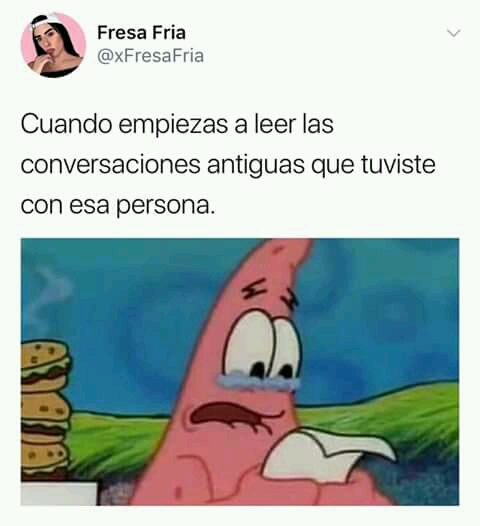 Fresa Fria
@xFresaFria
Cuando empiezas a leer las
conversaciones antiguas que tuviste
con esa persona.